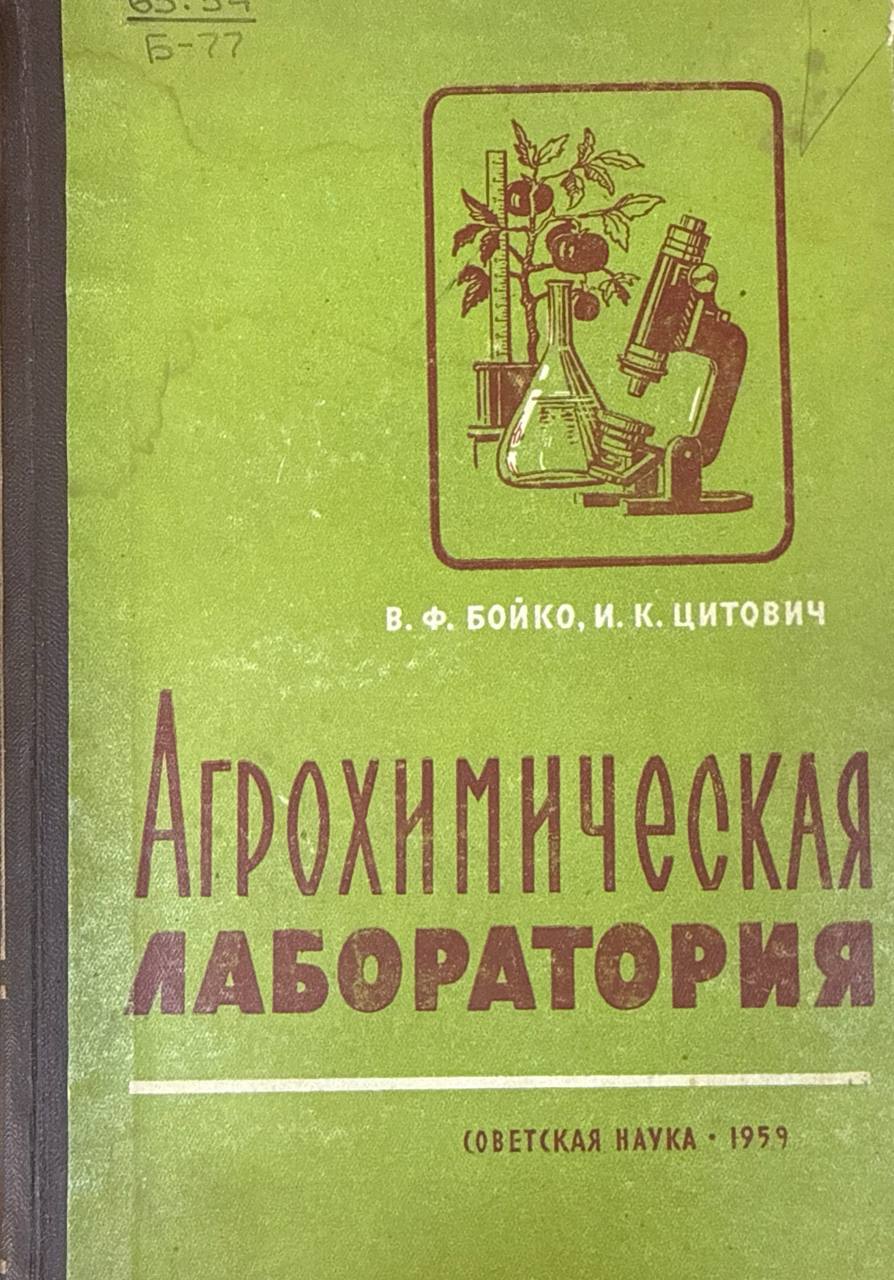 Б-77
В. Ф. БОЙКО, И. К. ЦИТОВИЧ
АГРОХИМИЧЕСКАЯ
ЛАБОРАТОРИЯ
СОВЕТСКАЯ НАУКА • 1959